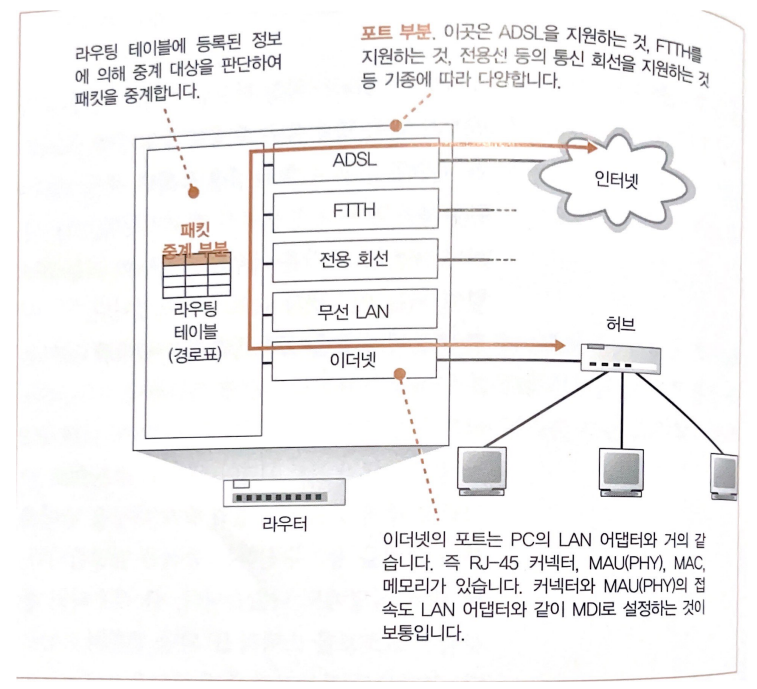 라우팅 테이블에 등록된 정보
에 의해 중계 대상을 판단하여
패킷을 중계합니다.
포트 부분. 이곳은 ADSL을 지원하는 것, FTTH를
지원하는 것, 전용선 등의 통신 회선을 지원하는 것
등 기종에 따라 다양합니다.
ADSL
인터넷
FTTH
패킷
중계 부분
전용 회선
라우팅
테이블
(경로표)
무선 LAN
허브
이더넷
라우터
이더넷의 포트는 PC의 LAN 어댑터와 거의 같
습니다. 즉 RJ-45 커넥터, MAU(PHY), MAC,
메모리가 있습니다. 커넥터와 MAU(PHY)의 접
속도 LAN 어댑터와 같이 MDI로 설정하는 것이
보통입니다.